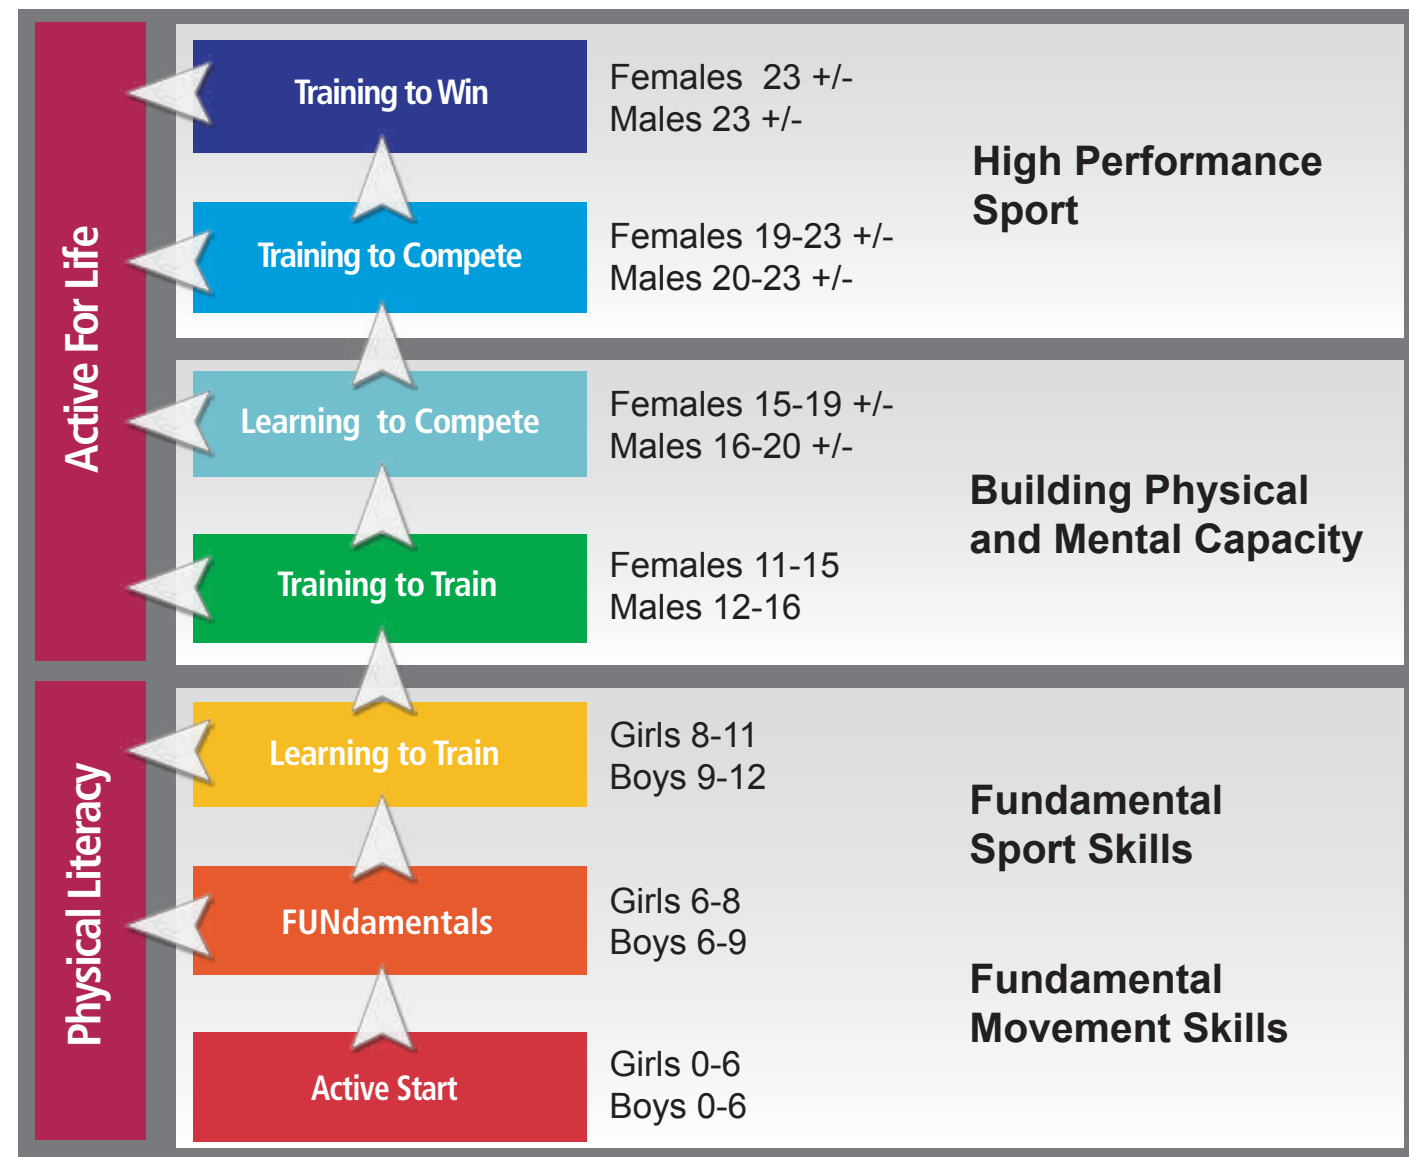 Active For Life
Training to Win
Females  23 +/-
Males 23 +/-
High Performance
Sport
Training to Compete
Females 19-23 +/-
Males 20-23 +/-
Learning  to Compete
Females 15-19 +/-
Males 16-20 +/-
Building Physical
and Mental Capacity
Training to Train
Females 11-15
Males 12-16
Physical Literacy
Learning to Train
Girls 8-11
Boys 9-12
Fundamental
Sport Skills
FUNdamentals
Girls 6-8
Boys 6-9
Fundamental
Movement Skills
Active Start
Girls 0-6
Boys 0-6